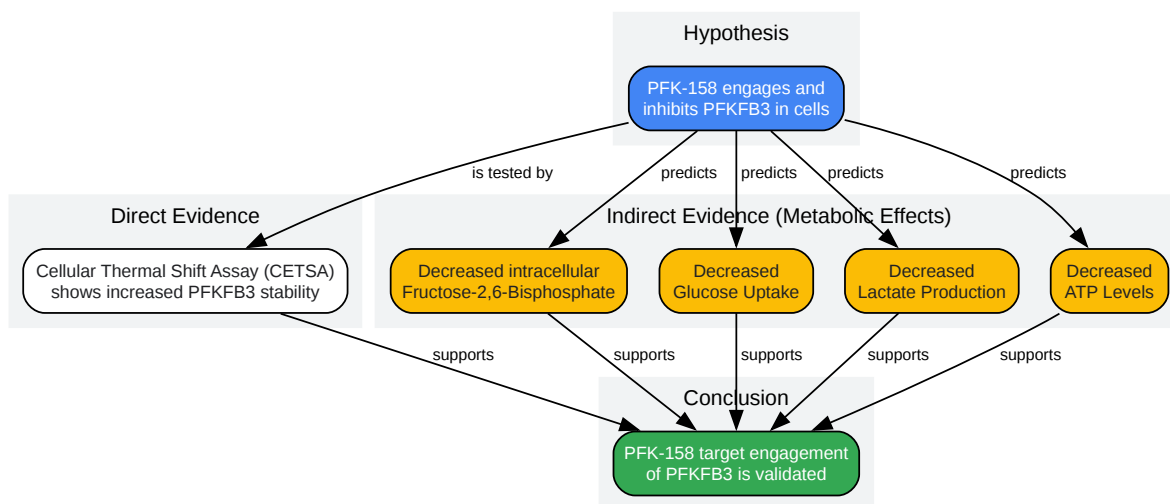 Hypothesis
PFK-158 engages and
inhibits PFKFB3 in cells
is tested by
predicts
predicts
predicts
predicts
Direct Evidence
Indirect Evidence (Metabolic Effects)
Cellular Thermal Shift Assay (CETSA)
shows increased PFKFB3 stability
Decreased intracellular
Fructose-2,6-Bisphosphate
Decreased
Glucose Uptake
Decreased
Lactate Production
Decreased
ATP Levels
supports
supports
supports
supports
supports
Conclusion
PFK-158 target engagement
of PFKFB3 is validated